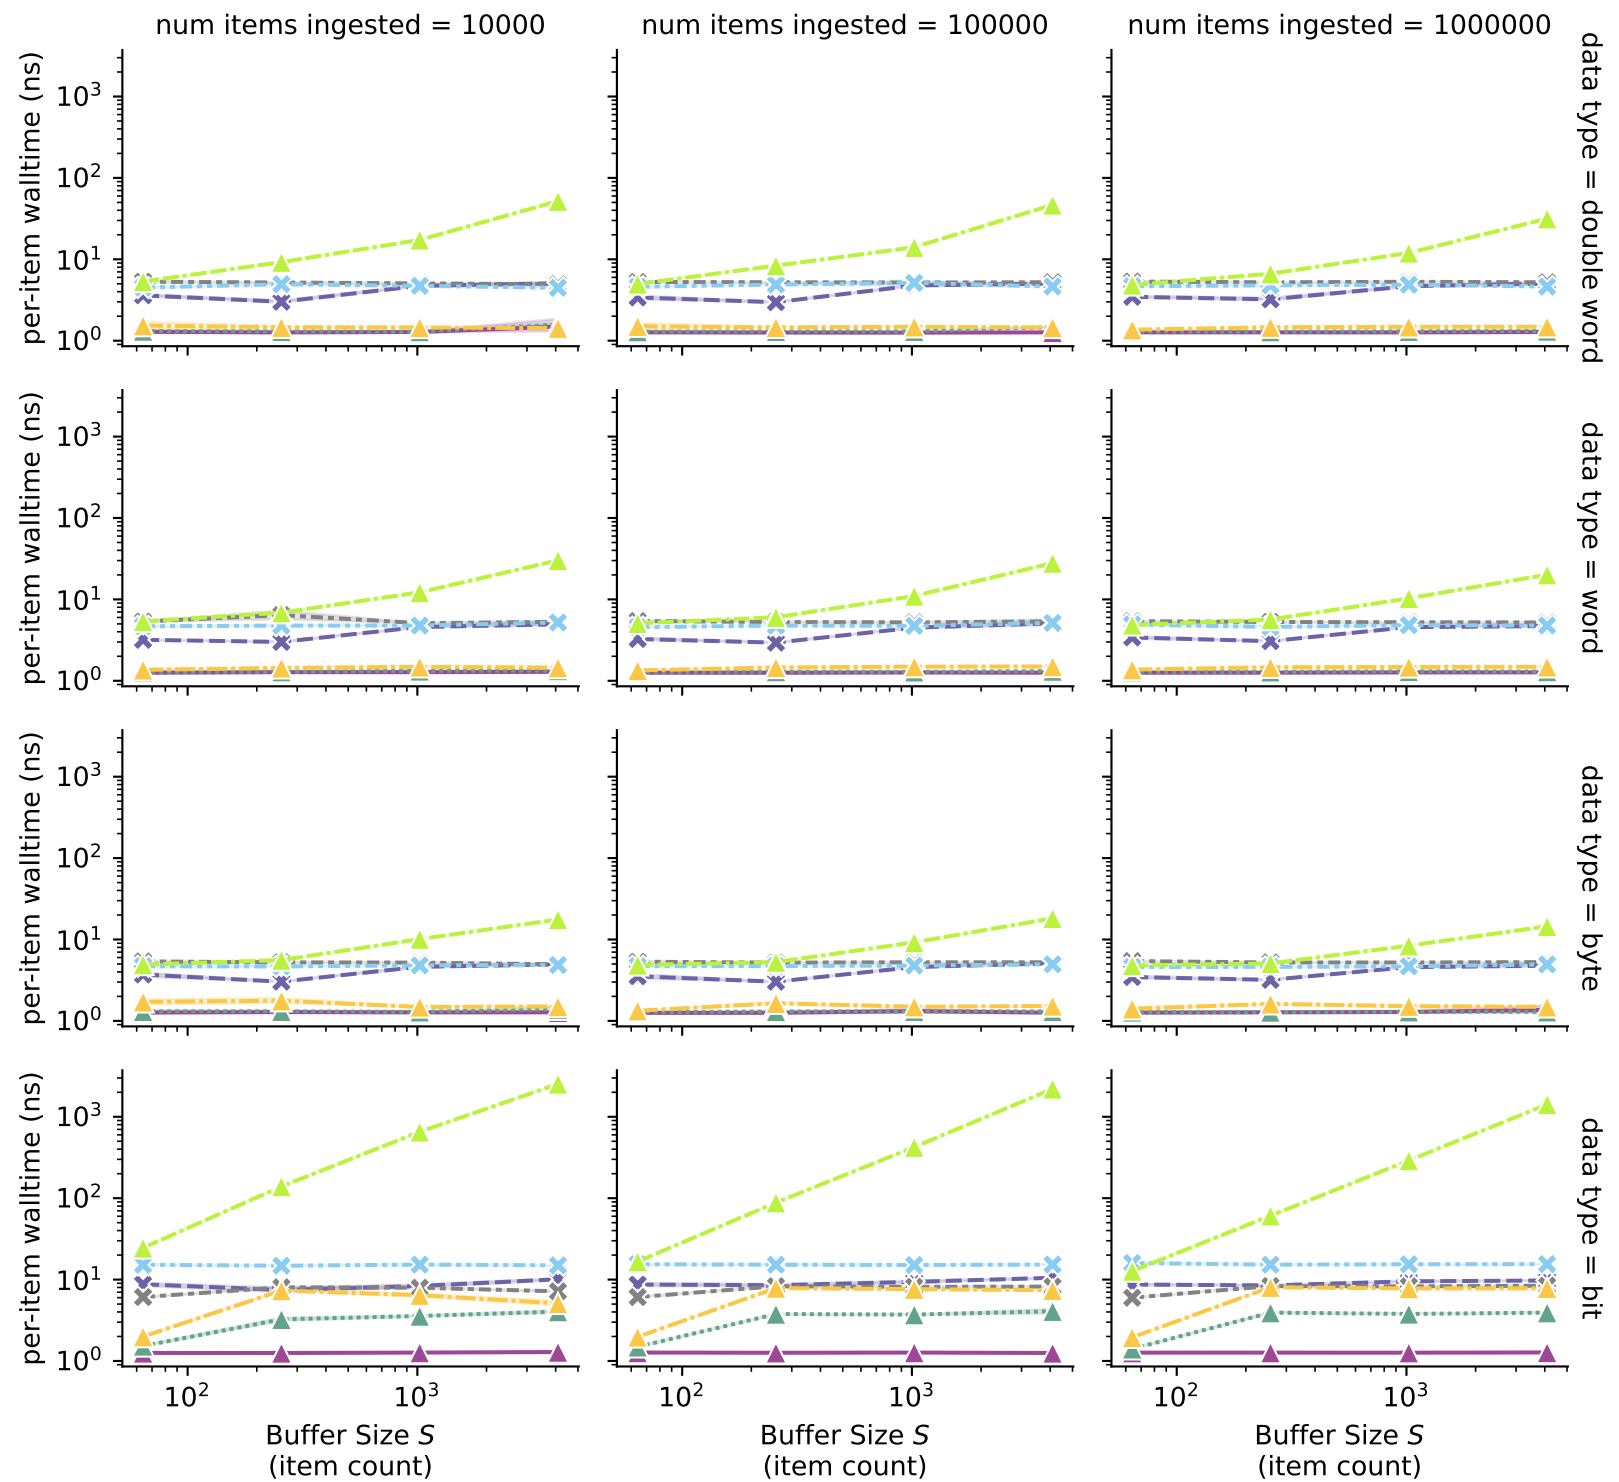 num items ingested = 10000
num items ingested = 100000
num items ingested = 1000000
per-item walltime (ns)
10³
10²
10¹
10⁰
data type = double word
per-item walltime (ns)
10³
10²
10¹
10⁰
data type = word
per-item walltime (ns)
10³
10²
10¹
10⁰
data type = byte
per-item walltime (ns)
10³
10²
10¹
10⁰
data type = bit
10² 10³
10² 10³
10² 10³
Buffer Size S
(item count)
Buffer Size S
(item count)
Buffer Size S
(item count)